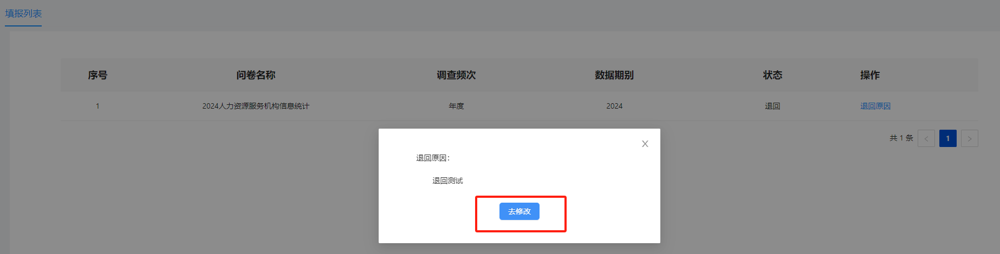 填报列表
序号 问卷名称 调查频次 数据期别 状态 操作
1 2024人力资源服务机构信息统计 年度 2024 退回 退回原因
共 1 条 < 1 >
X
退回原因：
退回测试
去修改